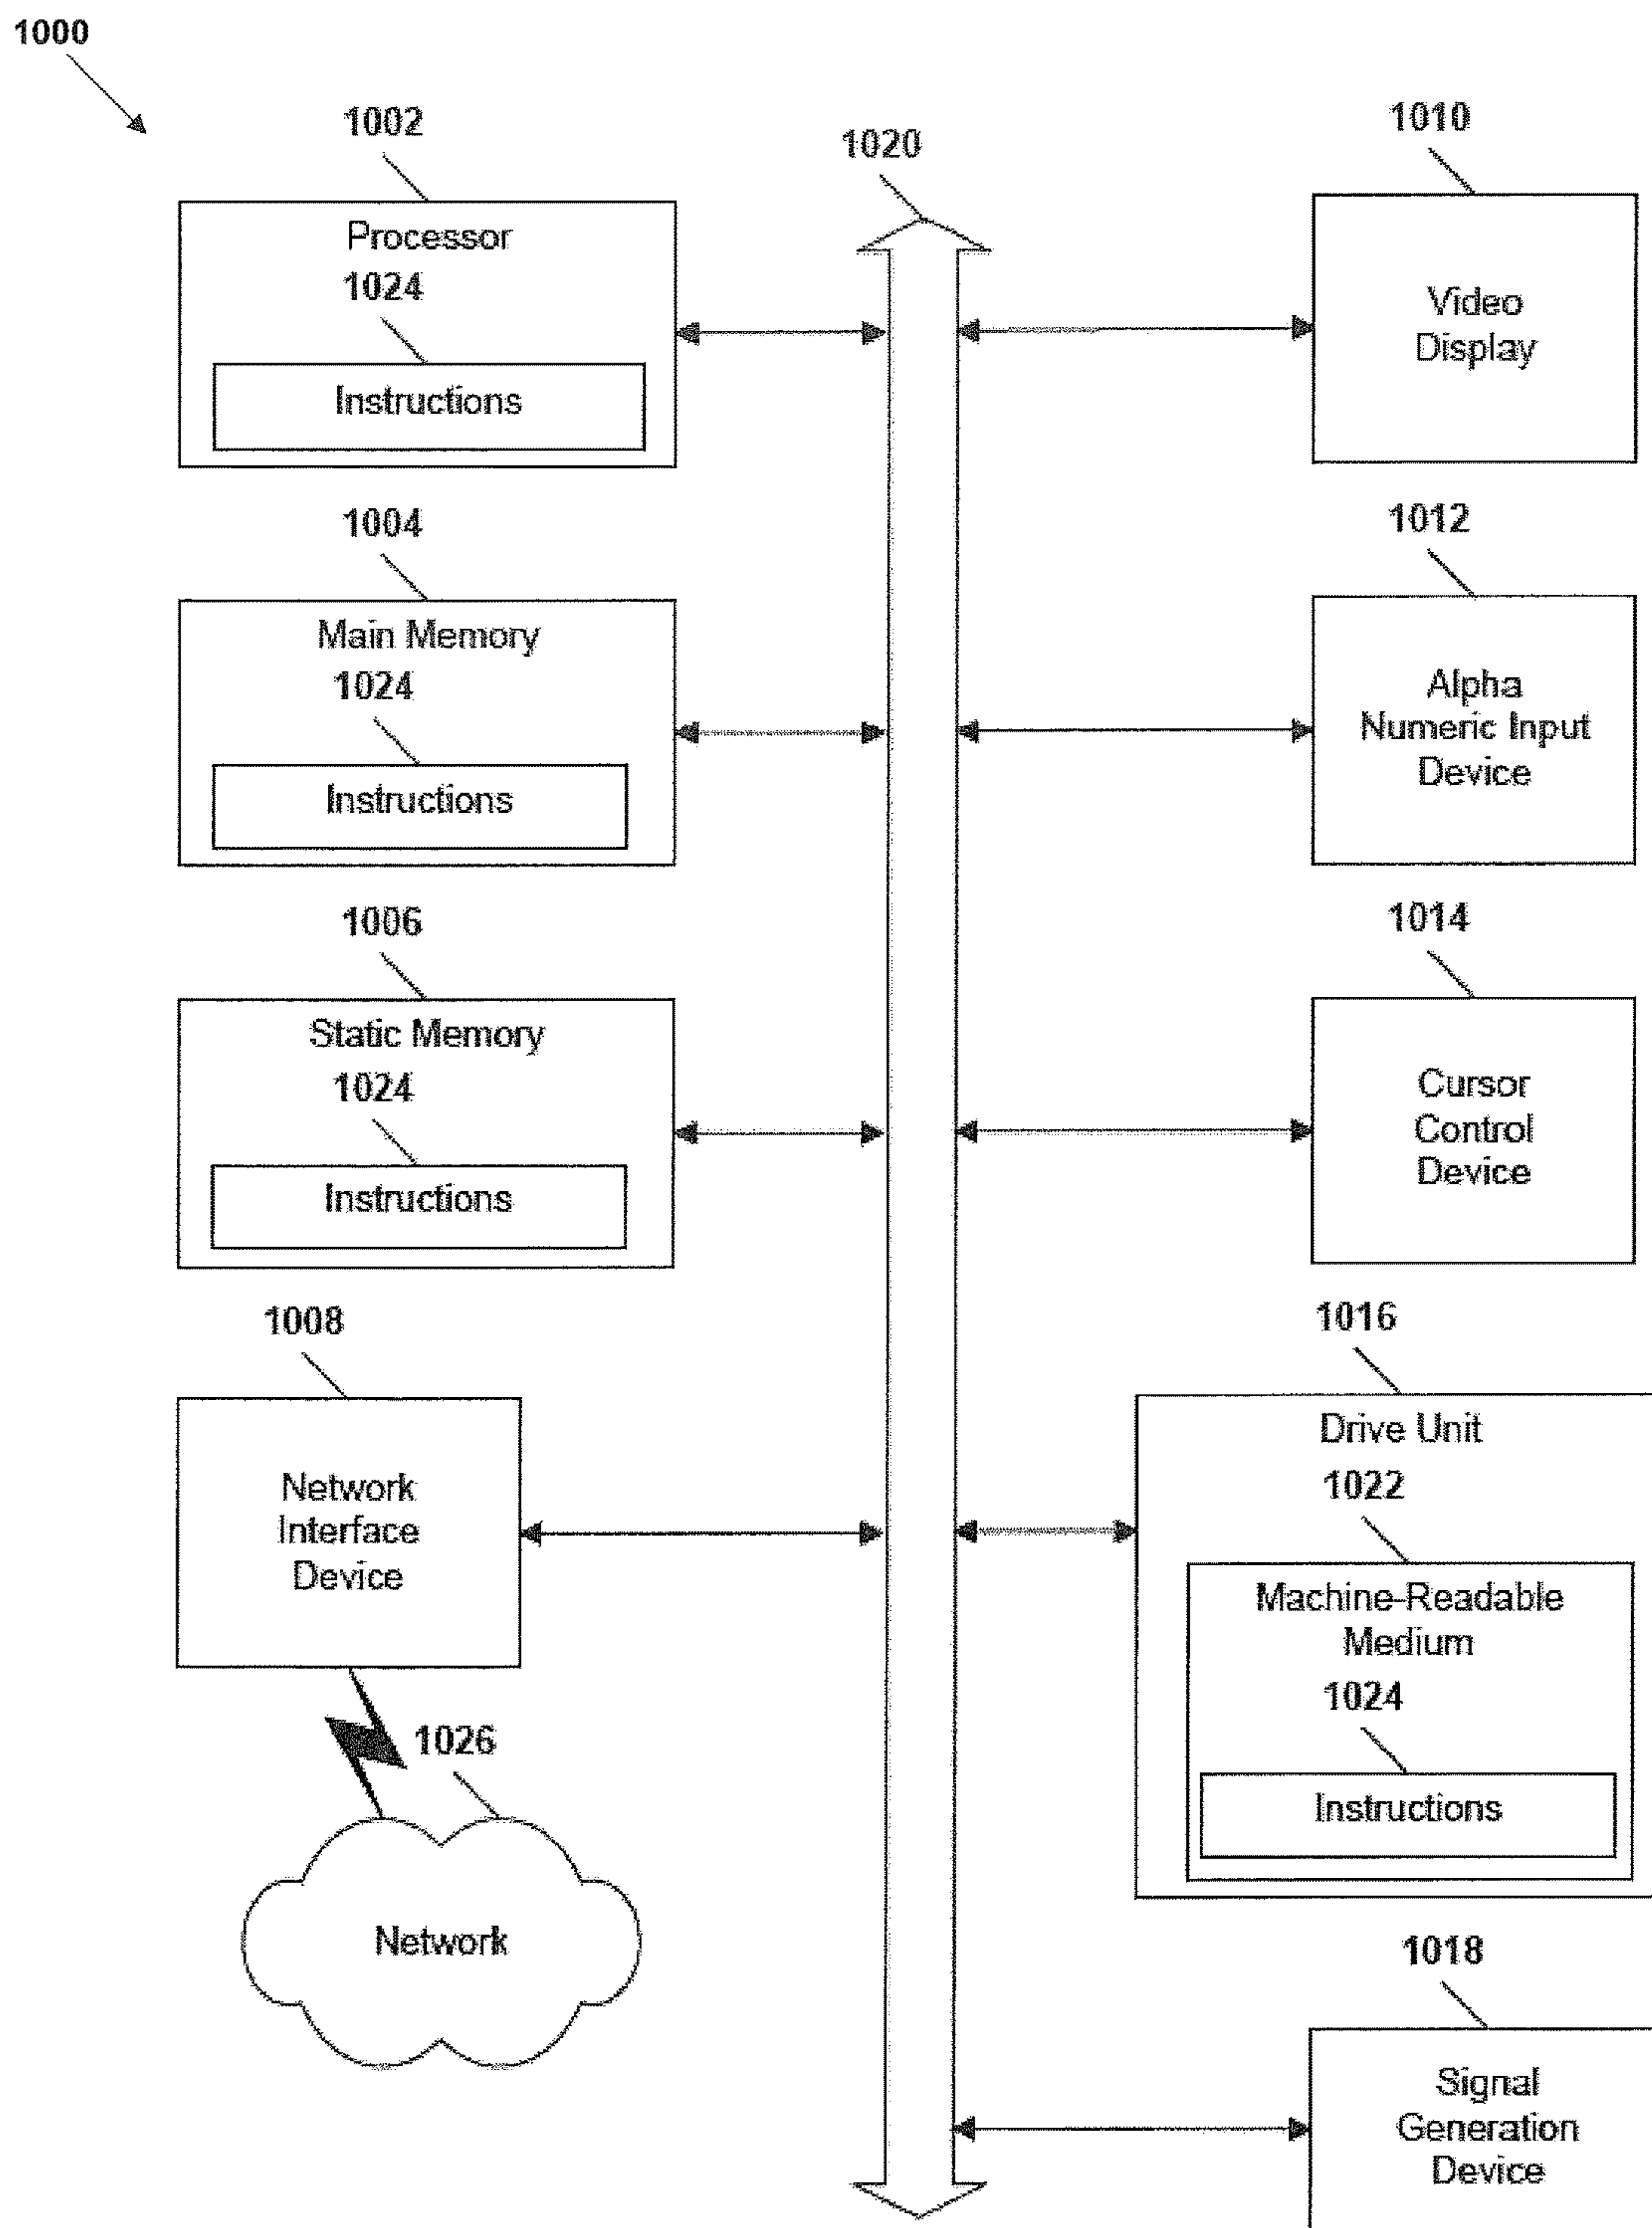 1000
1002
Processor
1024
Instructions
1004
Main Memory
1024
Instructions
1006
Static Memory
1024
Instructions
1008
Network
Interface
Device
1026
Network
1020
1010
Video
Display
1012
Alpha
Numeric Input
Device
1014
Cursor
Control
Device
1016
Drive Unit
1022
Machine-Readable
Medium
1024
Instructions
1018
Signal
Generation
Device